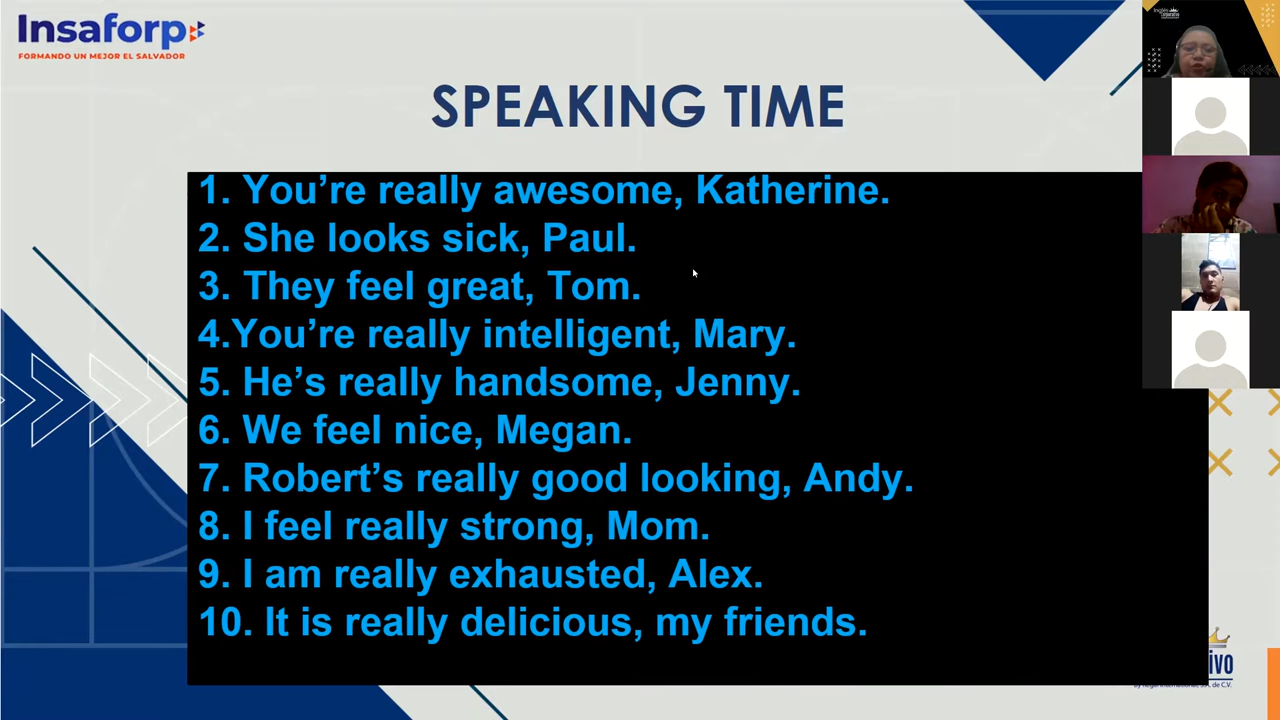 Insaforp
FORMANDO UN MEJOR EL SALVADOR
SPEAKING TIME
1. You’re really awesome, Katherine.
2. She looks sick, Paul.
3. They feel great, Tom.
4.You’re really intelligent, Mary.
5. He’s really handsome, Jenny.
6. We feel nice, Megan.
7. Robert’s really good looking, Andy.
8. I feel really strong, Mom.
9. I am really exhausted, Alex.
10. It is really delicious, my friends.